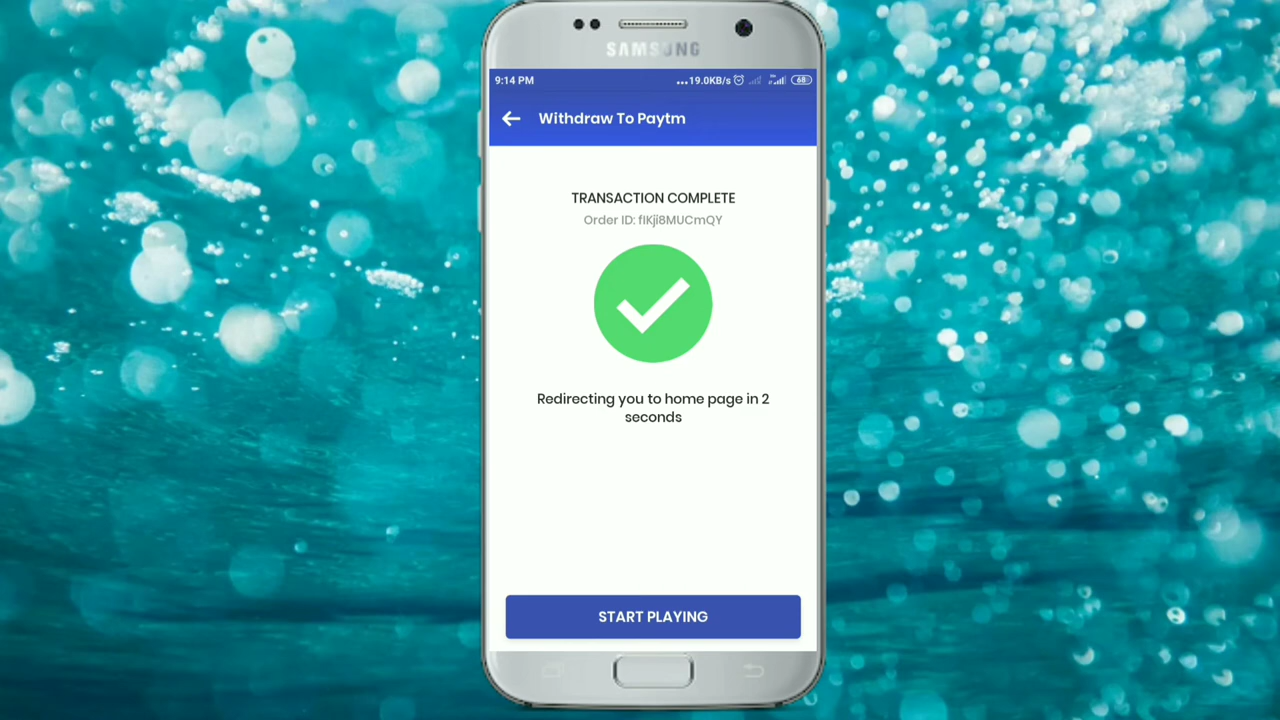 SAMSUNG
9:14 PM
...19.0KB/s
68
Withdraw To Paytm
TRANSACTION COMPLETE
Order ID: fIKji8MUCmQY
Redirecting you to home page in 2
seconds
START PLAYING